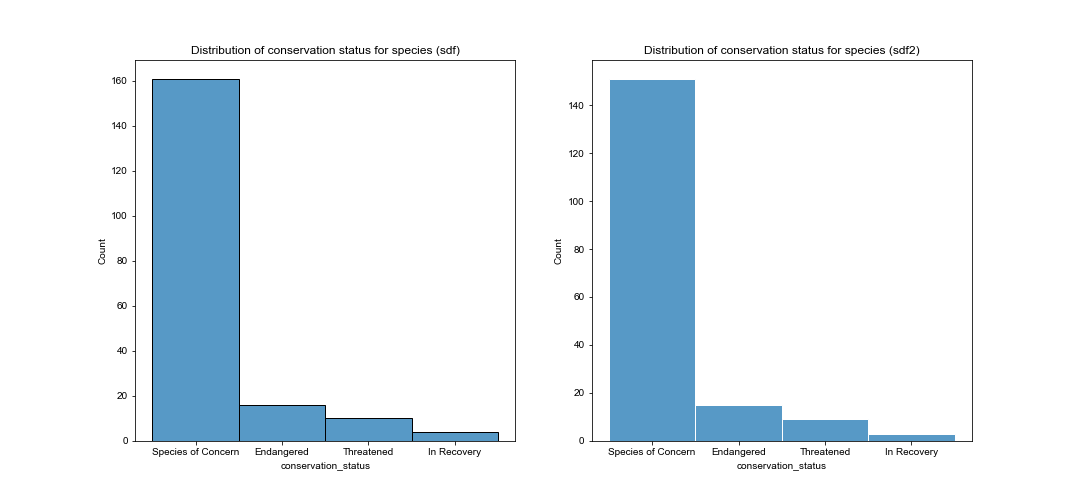 Distribution of conservation status for species (sdf)
160
140
120
100
80
60
40
20
0
Count
Species of Concern
Endangered
Threatened
In Recovery
conservation_status
Distribution of conservation status for species (sdf2)
140
120
100
80
60
40
20
0
Count
Species of Concern
Endangered
Threatened
In Recovery
conservation_status